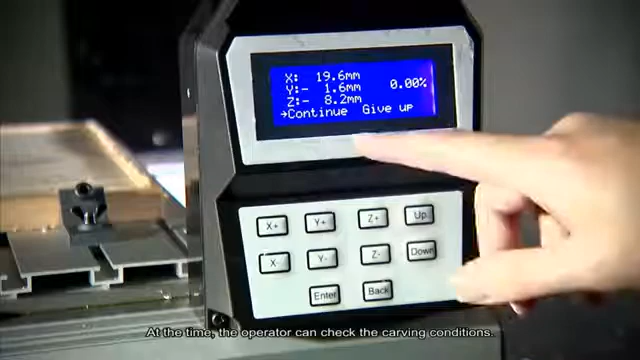 X: 19.6mm
Y:- 1.6mm 0.00%
Z:- 8.2mm
→Continue Give up
X+ Y+ Z+ Up
X- Y- Z- Down
Enter Back
At the time, the operator can check the carving conditions.